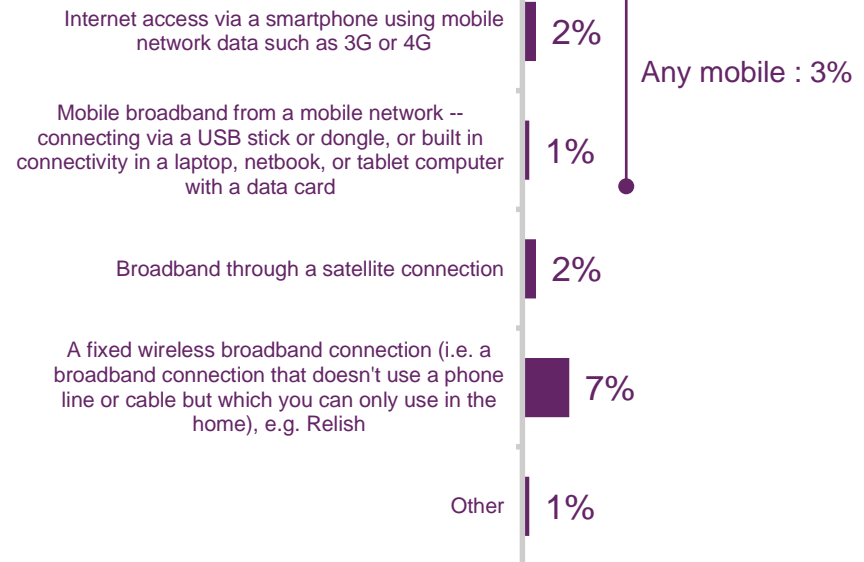 Internet access via a smartphone using mobile
network data such as 3G or 4G
2%
Any mobile : 3%
Mobile broadband from a mobile network --
connecting via a USB stick or dongle, or built in
connectivity in a laptop, netbook, or tablet computer
with a data card
1%
Broadband through a satellite connection
2%
A fixed wireless broadband connection (i.e. a
broadband connection that doesn't use a phone
line or cable but which you can only use in the
home), e.g. Relish
7%
Other
1%